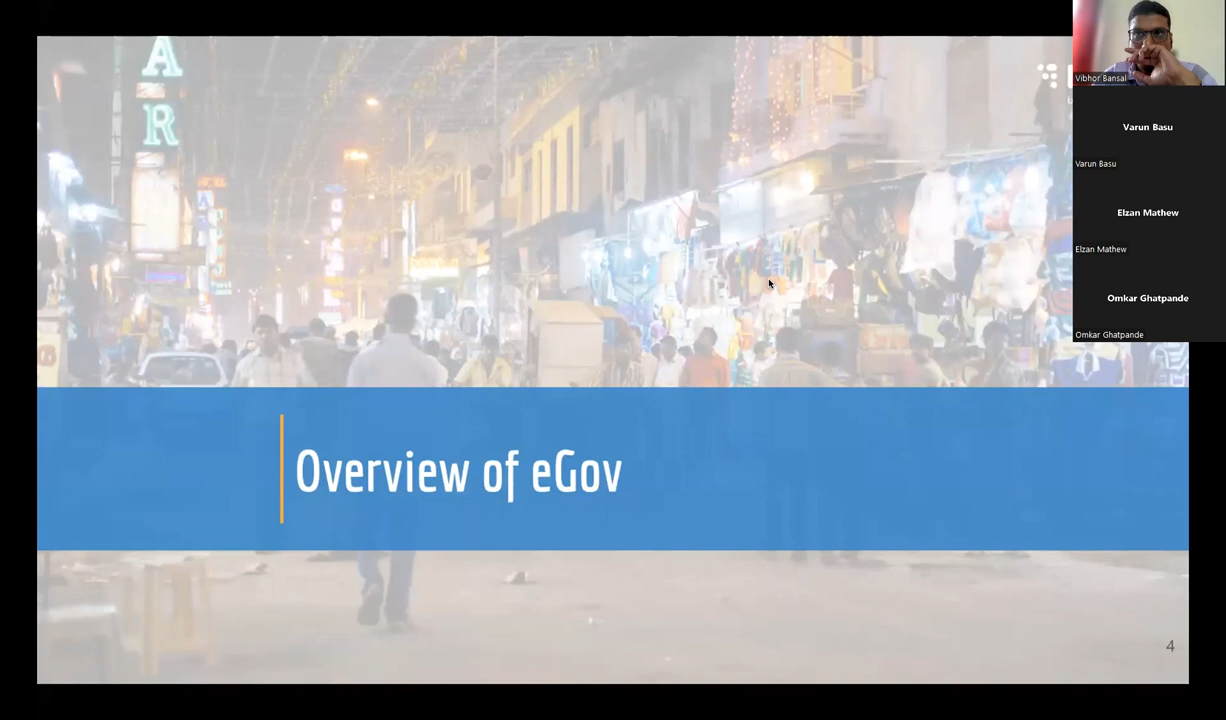 A
R
Vibhor Bansal
Varun Basu
Varun Basu
Elzan Mathew
Elzan Mathew
Omkar Ghatpande
Omkar Ghatpande
Overview of eGov
4